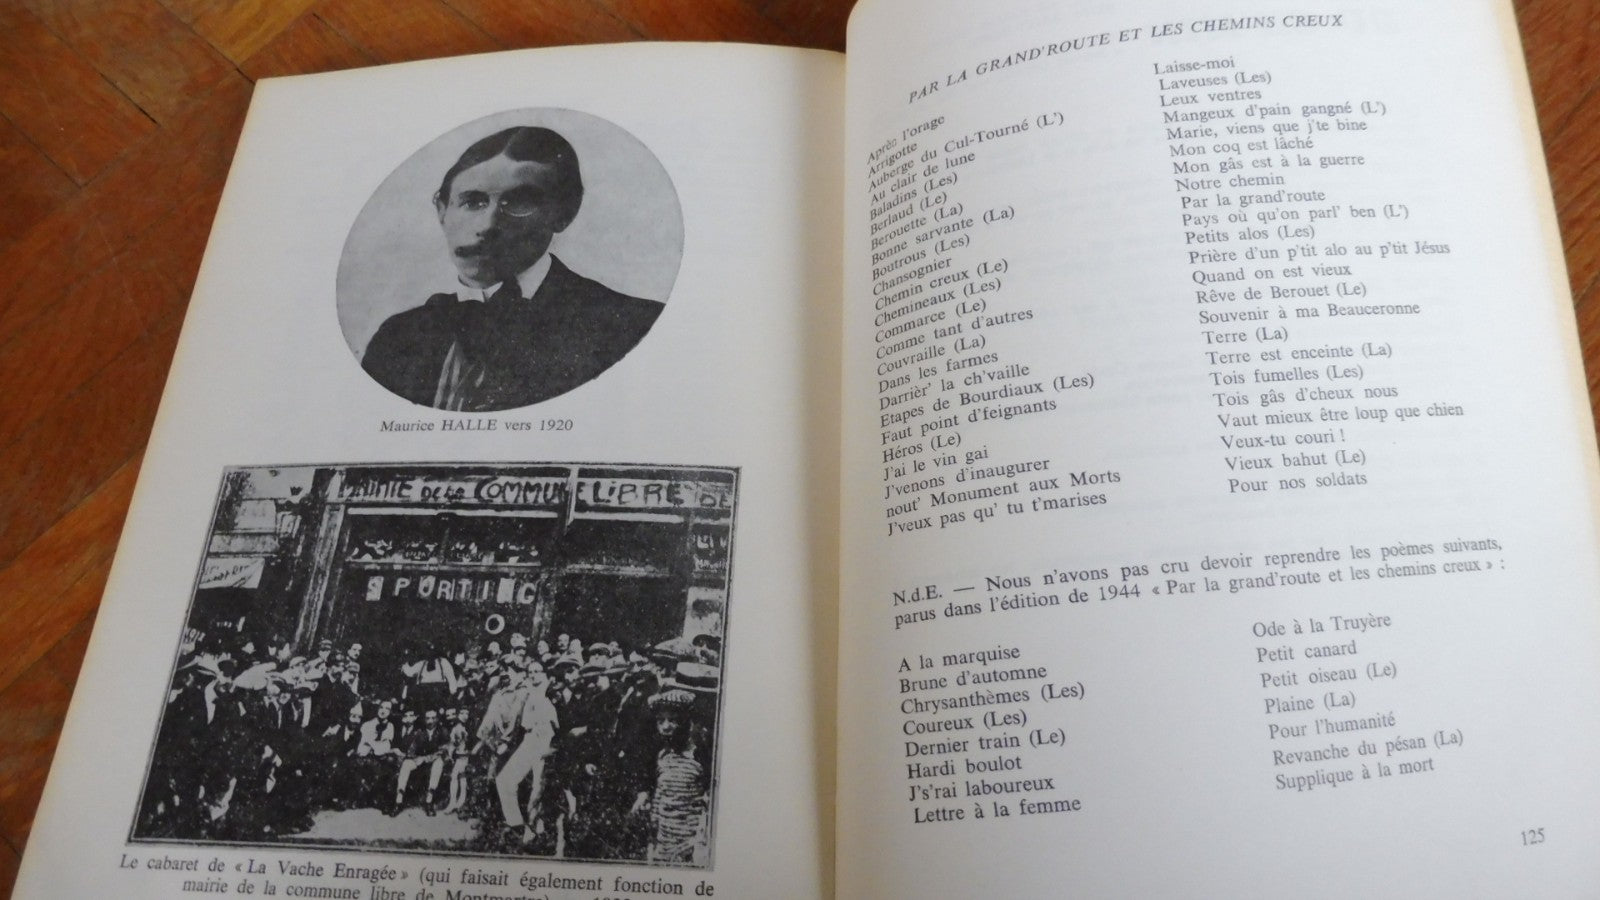 Maurice HALLE vers 1920
MAIRIE DE LA COMMUNE LIBRE DE
SPORTING
Le cabaret de « La Vache Enragée » (qui faisait également fonction de
mairie de la commune libre de Montmartre)
PAR LA GRAND'ROUTE ET LES CHEMINS CREUX
Après l'orage
Arrigotte
Auberge du Cul-Tourné (L')
Au clair de lune
Baladins (Les)
Berlaud (Le)
Berouette (La)
Bonne sarvante (La)
Boutrous (Les)
Chansognier
Chemin creux (Le)
Chemineaux (Les)
Commarce (Le)
Comme tant d'autres
Couvraille (La)
Dans les farmes
Darrièr' la ch'vaille
Etapes de Bourdiaux (Les)
Faut point d'feignants
Héros (Le)
J'ai le vin gai
J'venons d'inaugurer
nout' Monument aux Morts
J'veux pas qu' tu t'marises
Laisse-moi
Laveuses (Les)
Leux ventres
Mangeux d'pain gangné (L')
Marie, viens que j'te bine
Mon coq est lâché
Mon gâs est à la guerre
Notre chemin
Par la grand'route
Pays où qu'on parl' ben (L')
Petits alos (Les)
Prière d'un p'tit alo au p'tit Jésus
Quand on est vieux
Rêve de Berouet (Le)
Souvenir à ma Beauceronne
Terre (La)
Terre est enceinte (La)
Tois fumelles (Les)
Tois gâs d'cheux nous
Vaut mieux être loup que chien
Veux-tu couri !
Vieux bahut (Le)
Pour nos soldats
N.d.E. — Nous n'avons pas cru devoir reprendre les poèmes suivants,
parus dans l'édition de 1944 « Par la grand'route et les chemins creux » :
A la marquise
Brune d'automne
Chrysanthèmes (Les)
Coureux (Les)
Dernier train (Le)
Hardi boulot
J's'rai laboureux
Lettre à la femme
Ode à la Truyère
Petit canard
Petit oiseau (Le)
Plaine (La)
Pour l'humanité
Revanche du pésan (La)
Supplique à la mort
125